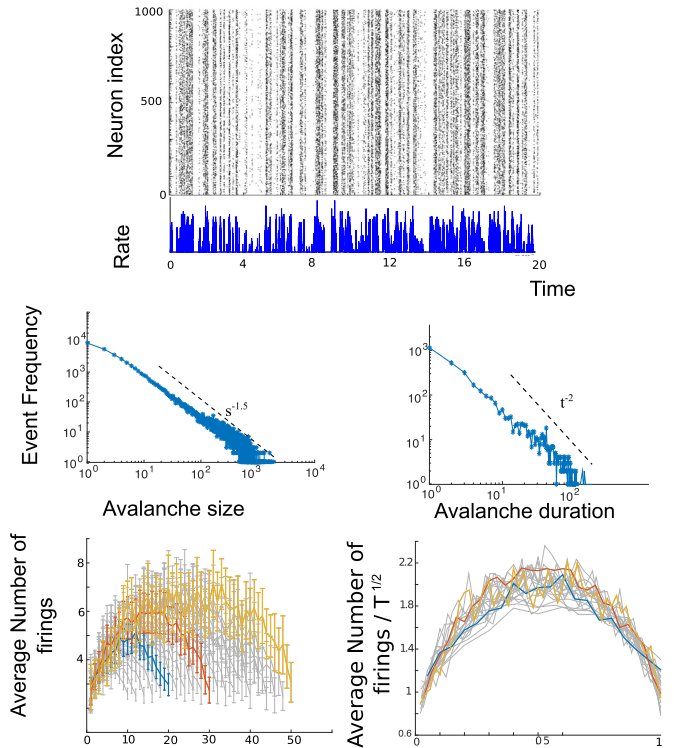 1000
Neuron index
500
0
Rate
0 4 8 12 16 20
Time
Event Frequency
10^4
10^3
10^2
10^1
10^0
s^-1.5
10^0 10^1 10^2 10^3 10^4
Avalanche size
10^3
10^2
10^1
10^0
t^-2
10^0 10^1 10^2
Avalanche duration
Average Number of
firings
8
6
4
0 10 20 30 40 50
Average Number of
firings / T^1/2
2.2
1.8
1.4
1
0.6
0 05 1